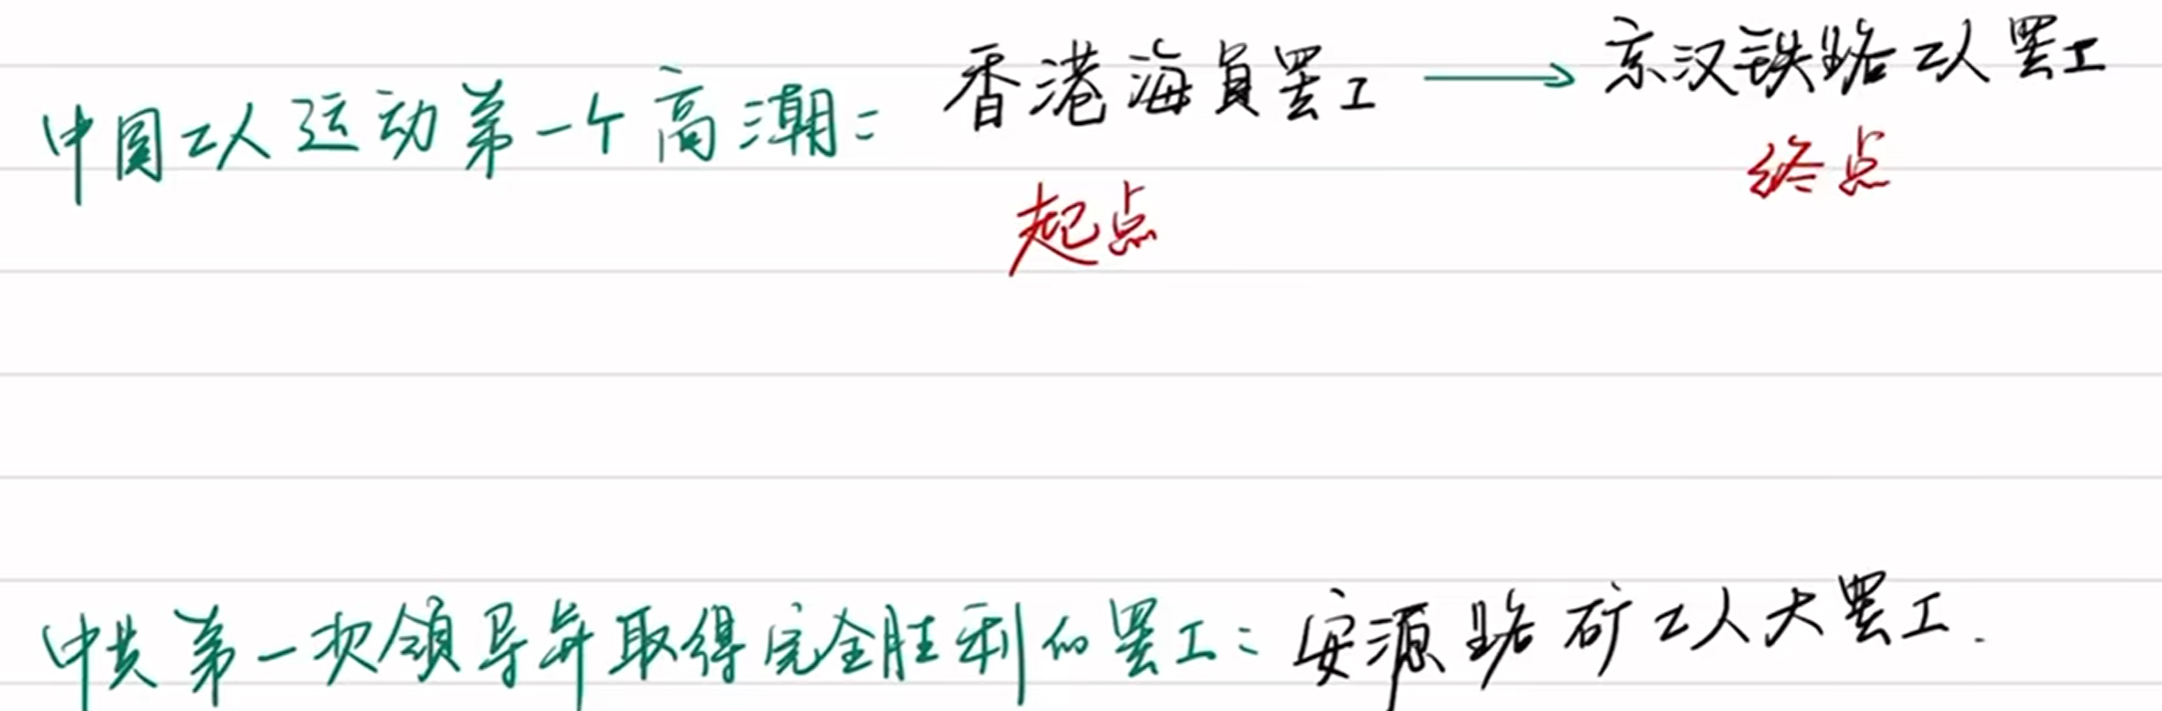 中国工人运动第一个高潮：香港海員罢工 → 京汉铁路工人罢工
起点 终点
中共第一次领导并取得完全胜利的罢工：安源路矿工人大罢工.